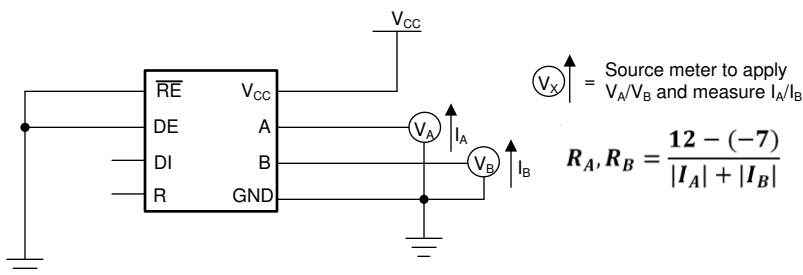 V_CC
R̅E̅ V_CC
DE A
DI B
R GND
V_A I_A
V_B I_B
V_X = Source meter to apply
V_A/V_B and measure I_A/I_B
R_A, R_B = \frac{12 - (-7)}{|I_A| + |I_B|}